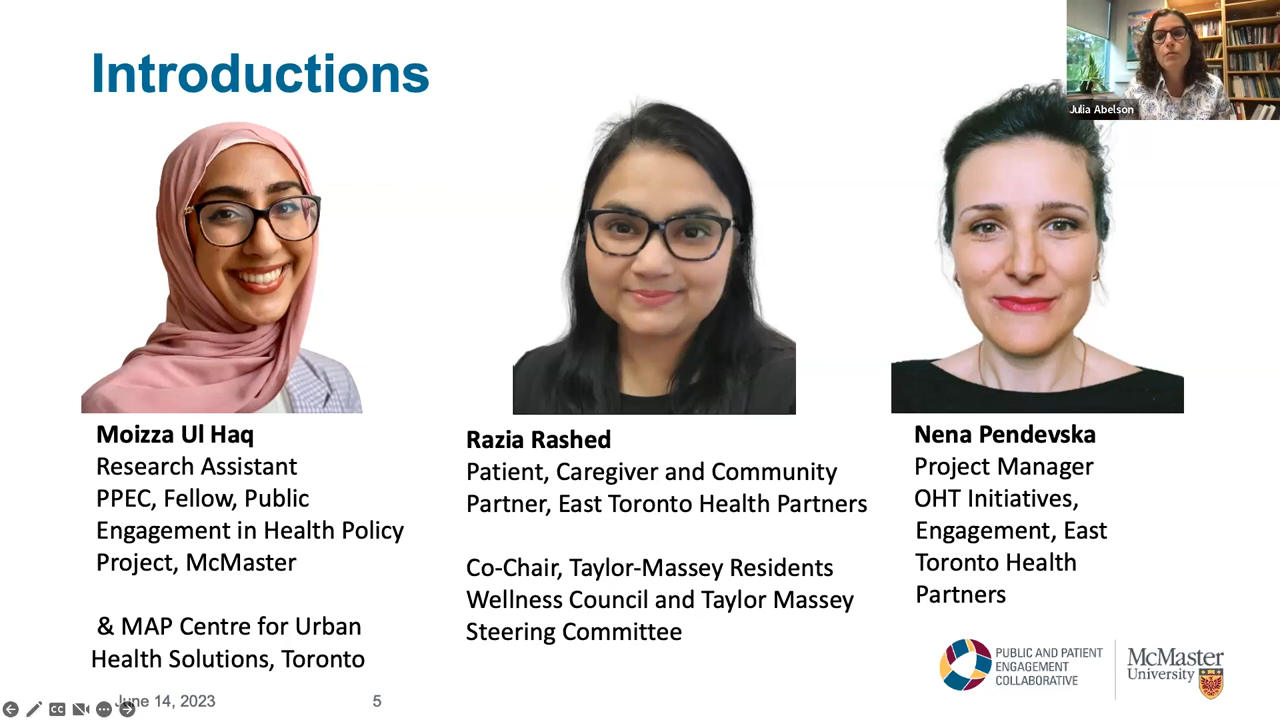 Introductions
Julia Abelson
Moizza Ul Haq
Research Assistant
PPEC, Fellow, Public
Engagement in Health Policy
Project, McMaster
& MAP Centre for Urban
Health Solutions, Toronto
Razia Rashed
Patient, Caregiver and Community
Partner, East Toronto Health Partners
Co-Chair, Taylor-Massey Residents
Wellness Council and Taylor Massey
Steering Committee
Nena Pendevska
Project Manager
OHT Initiatives,
Engagement, East
Toronto Health
Partners
PUBLIC AND PATIENT
ENGAGEMENT
COLLABORATIVE
McMaster
University
CC
June 14, 2023
5